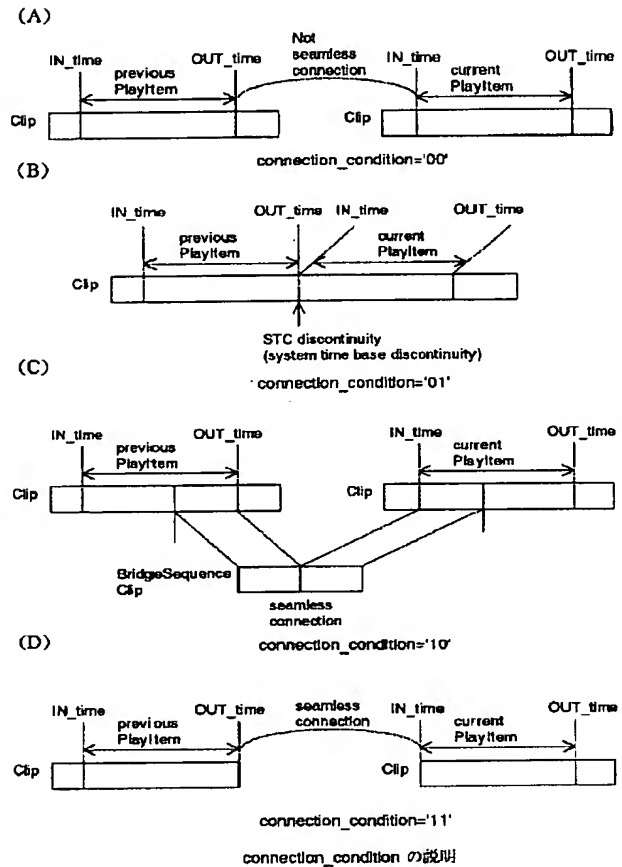 (A)
Not
seamless
connection
IN_time
previous
PlayItem
OUT_time
IN_time
current
PlayItem
OUT_time
Clip
Clip
connection_condition='00'
(B)
IN_time
OUT_time
IN_time
OUT_time
previous
PlayItem
current
PlayItem
Clip
STC discontinuity
(system time base discontinuity)
connection_condition='01'
(C)
IN_time
previous
PlayItem
OUT_time
IN_time
current
PlayItem
OUT_time
Clip
Clip
BridgeSequence
Clip
seamless
connection
connection_condition='10'
(D)
IN_time
previous
PlayItem
OUT_time
seamless
connection
IN_time
current
PlayItem
OUT_time
Clip
Clip
connection_condition='11'
connection_condition の説明